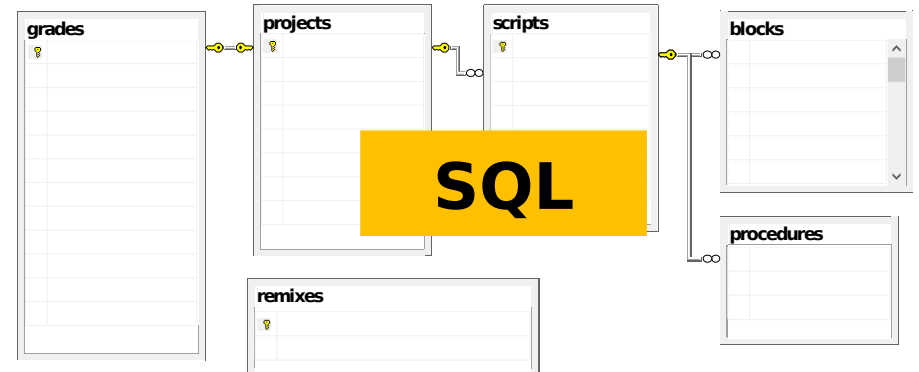 grades
projects
scripts
blocks
SQL
procedures
remixes